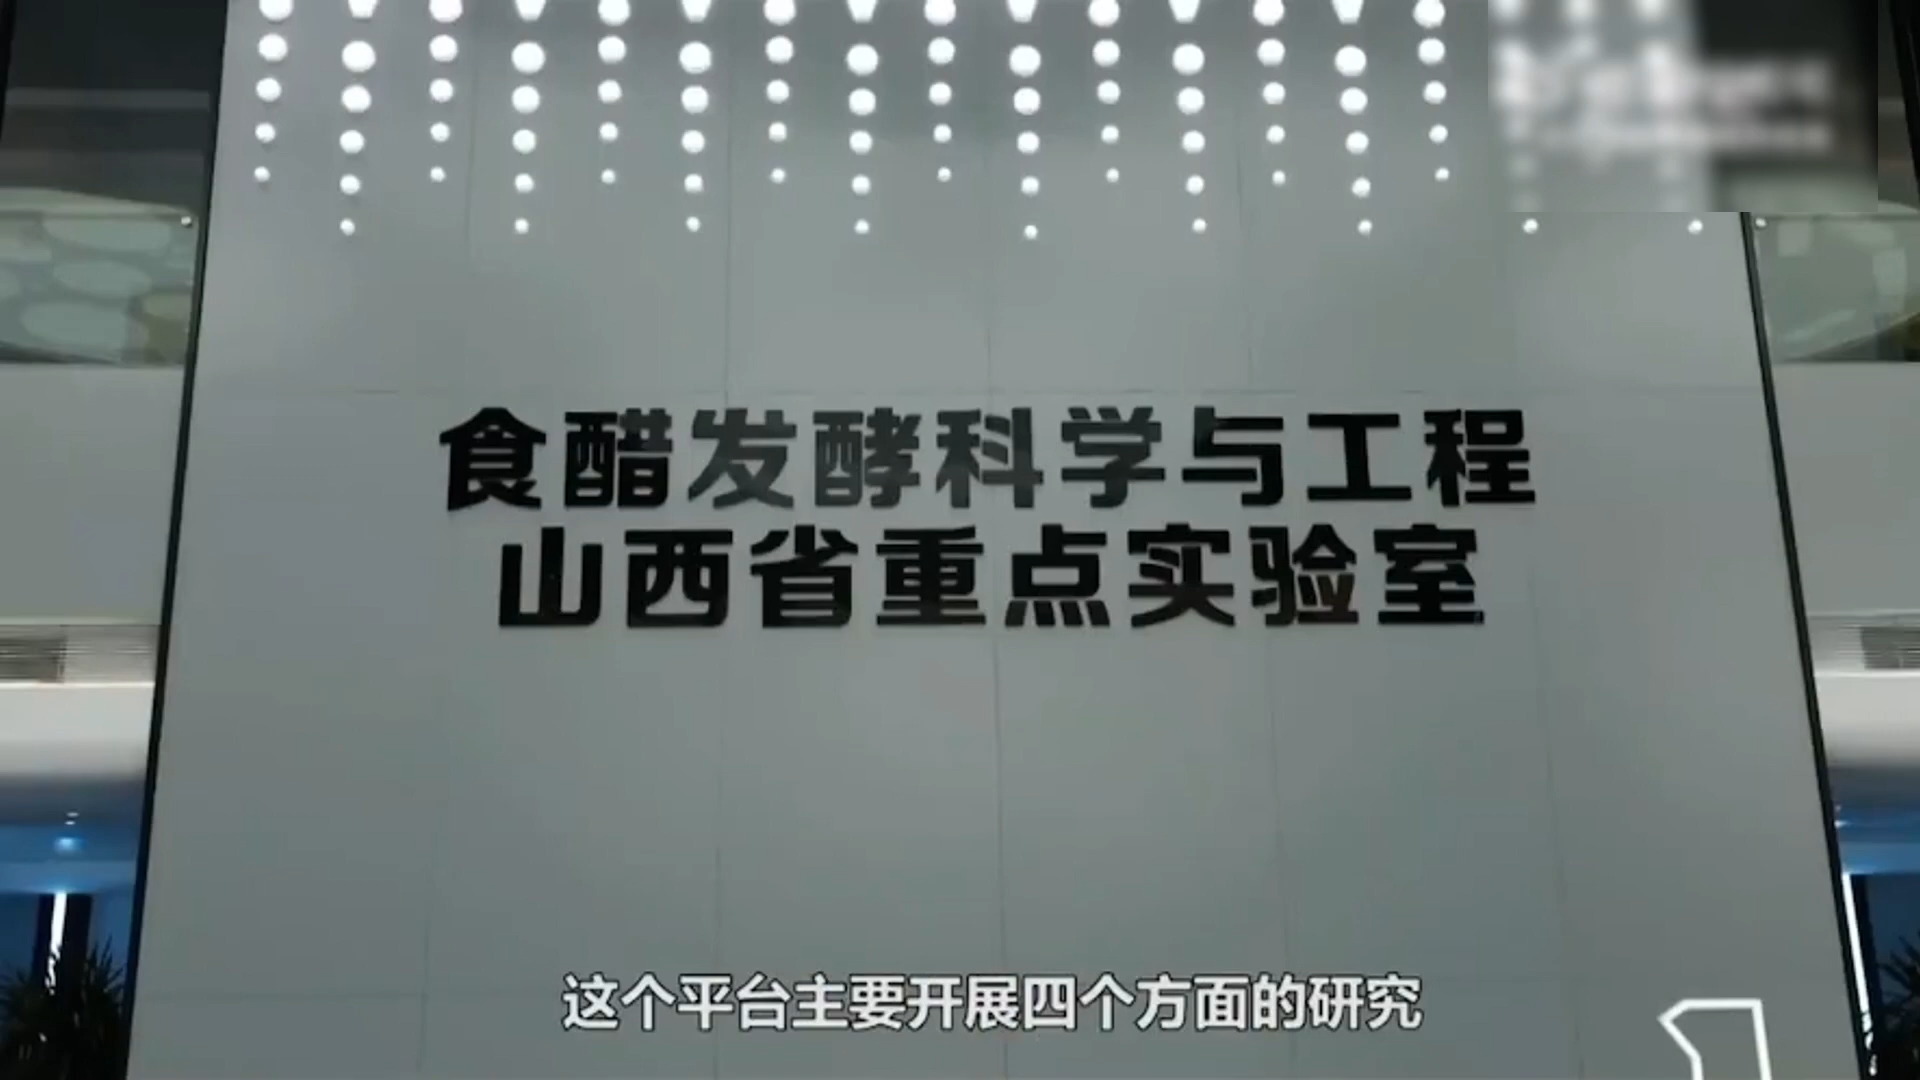 食醋发酵科学与工程
山西省重点实验室
这个平台主要开展四个方面的研究